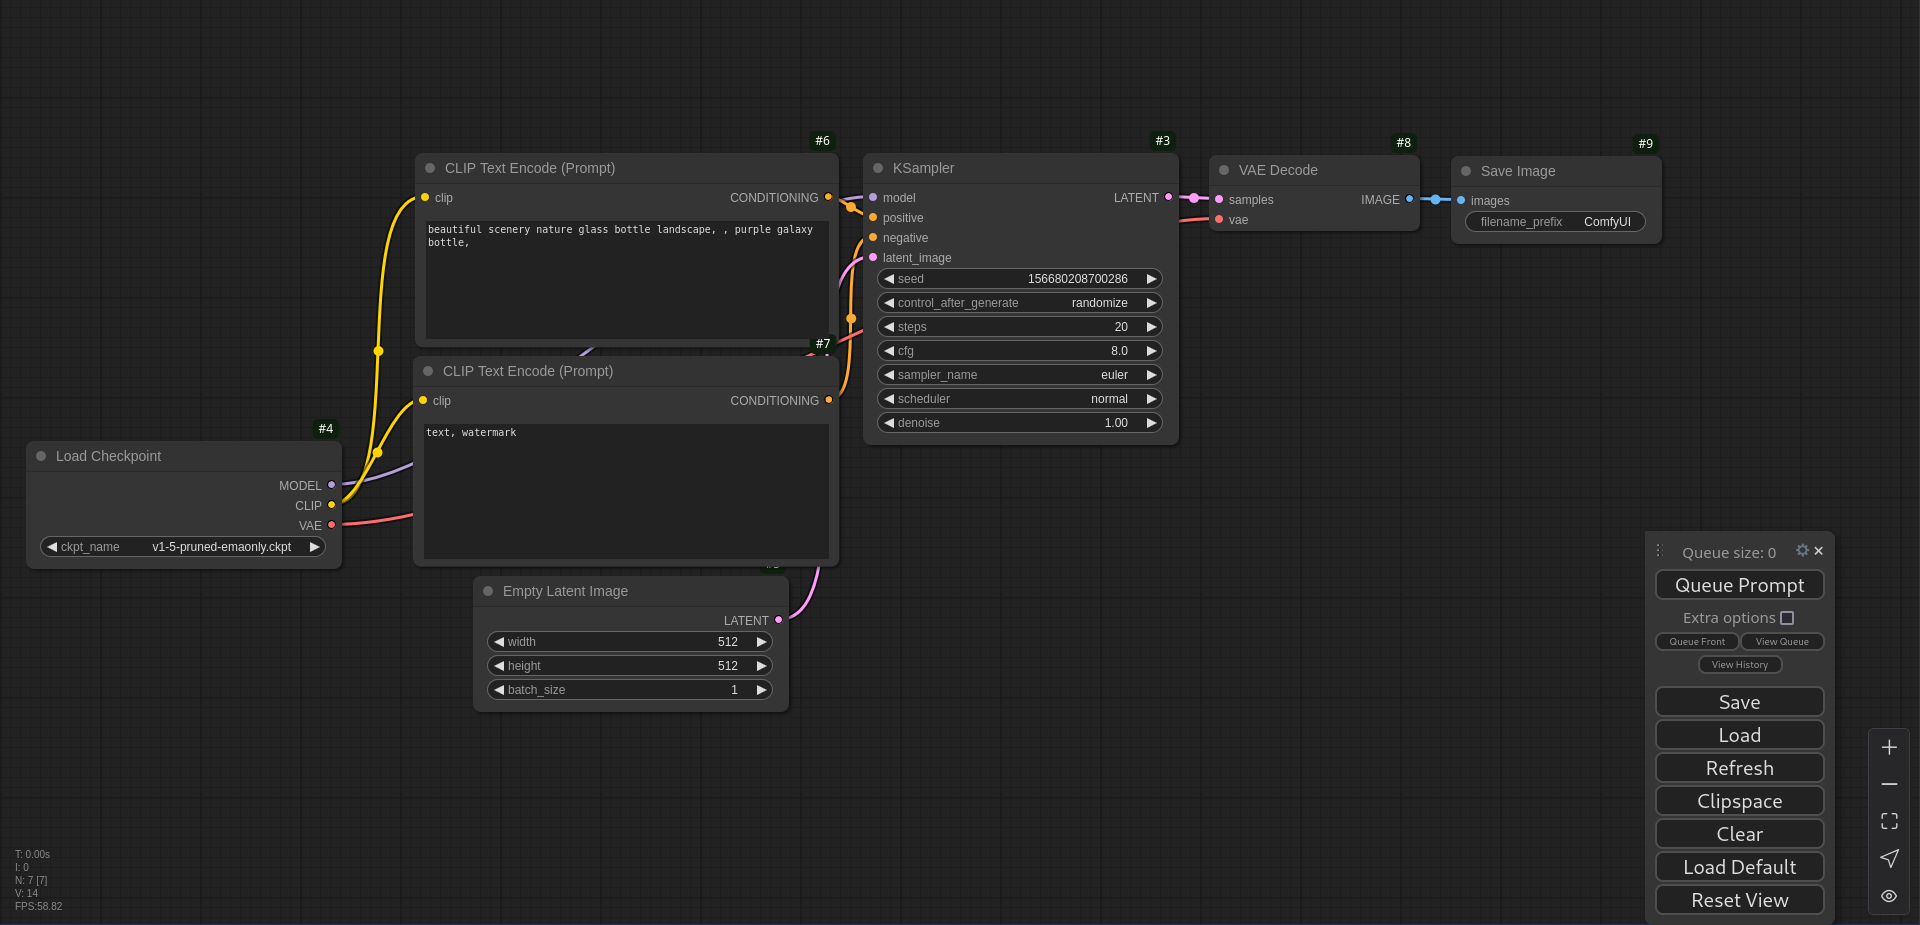 #6
CLIP Text Encode (Prompt)
clip
CONDITIONING
beautiful scenery nature glass bottle landscape, , purple galaxy
bottle,
#7
CLIP Text Encode (Prompt)
clip
CONDITIONING
text, watermark
#4
Load Checkpoint
MODEL
CLIP
VAE
ckpt_name v1-5-pruned-emaonly.ckpt
Empty Latent Image
LATENT
width 512
height 512
batch_size 1
#3
KSampler
model
LATENT
positive
negative
latent_image
seed 156680208700286
control_after_generate randomize
steps 20
cfg 8.0
sampler_name euler
scheduler normal
denoise 1.00
#8
VAE Decode
samples
IMAGE
vae
#9
Save Image
images
filename_prefix ComfyUI
Queue size: 0
Queue Prompt
Extra options
Queue Front
View Queue
View History
Save
Load
Refresh
Clipspace
Clear
Load Default
Reset View
T: 0.00s
I: 0
N: 7 [7]
V: 14
FPS:58.82